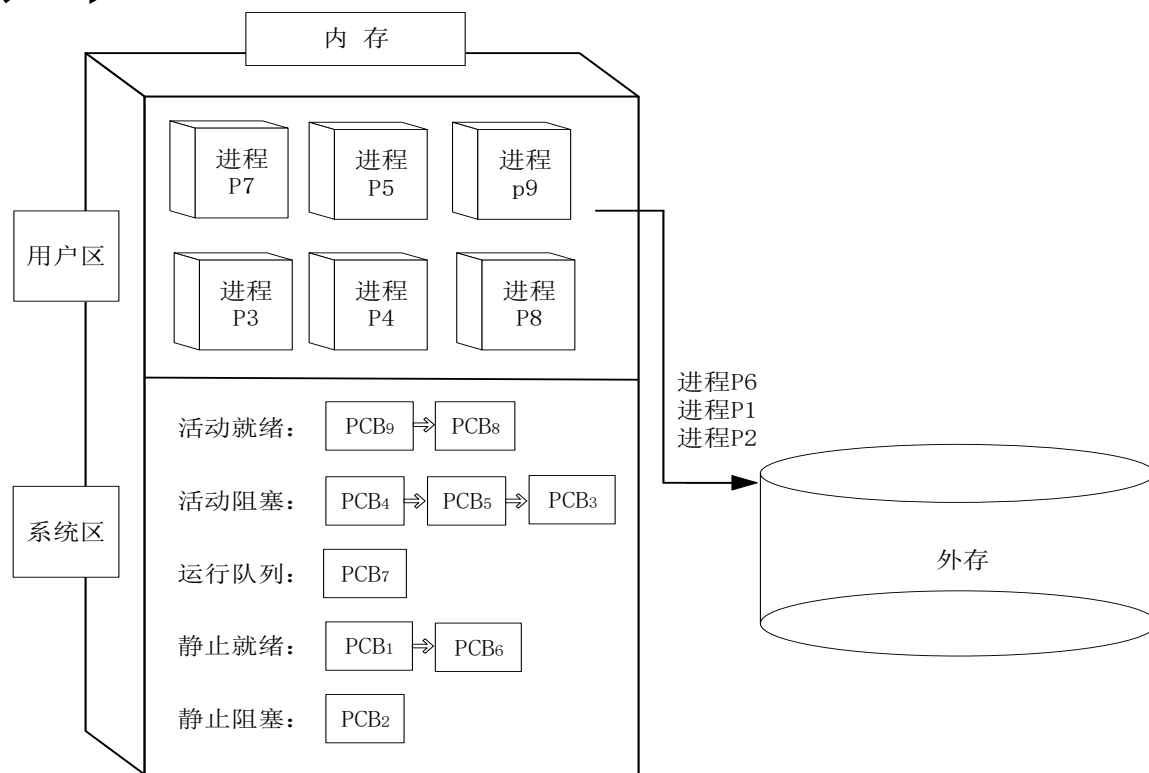 内 存
进程
P7
进程
P5
进程
p9
用户区
进程
P3
进程
P4
进程
P8
进程P6
进程P1
进程P2
活动就绪： PCB9 PCB8
活动阻塞： PCB4 PCB5 PCB3
系统区
外存
运行队列： PCB7
静止就绪： PCB1 PCB6
静止阻塞： PCB2